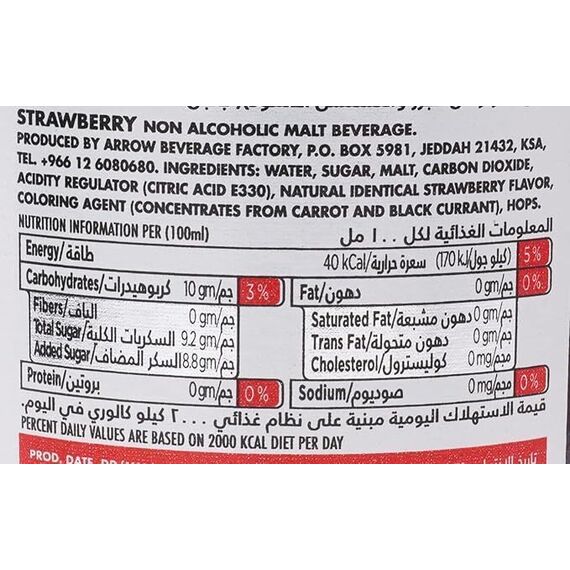 STRAWBERRY NON ALCOHOLIC MALT BEVERAGE.
PRODUCED BY ARROW BEVERAGE FACTORY, P.O. BOX 5981, JEDDAH 21432, KSA,
TEL. +966 12 6080680. INGREDIENTS: WATER, SUGAR, MALT, CARBON DIOXIDE,
ACIDITY REGULATOR (CITRIC ACID E330), NATURAL IDENTICAL STRAWBERRY FLAVOR,
COLORING AGENT (CONCENTRATES FROM CARROT AND BLACK CURRANT), HOPS.
NUTRITION INFORMATION PER (100ml) المعلومات الغذائية لكل ١٠٠ مل
Energy/طاقة 40 kCal/سعرة حرارية (170 kJ/كيلو جول) 5%
Carbohydrates/كربوهيدرات 10 gm/جم 3%
Fibers/الياف 0 gm/جم
Total Sugar/السكريات الكلية 9.2 gm/جم
Added Sugar/السكر المضاف 8.8gm/جم
Protein/بروتين 0gm/جم 0%
Fat/دهون 0 gm/جم 0%
Saturated Fat/دهون مشبعة 0 gm/جم
Trans Fat/دهون متحولة 0 gm/جم
Cholesterol/كوليسترول 0 mg/مجم
Sodium/صوديوم 0 mg/مجم 0%
قيمة الاستهلاك اليومية مبنية على نظام غذائي ٢٠٠٠ كيلو كالوري في اليوم.
PERCENT DAILY VALUES ARE BASED ON 2000 KCAL DIET PER DAY
PROD. DATE.